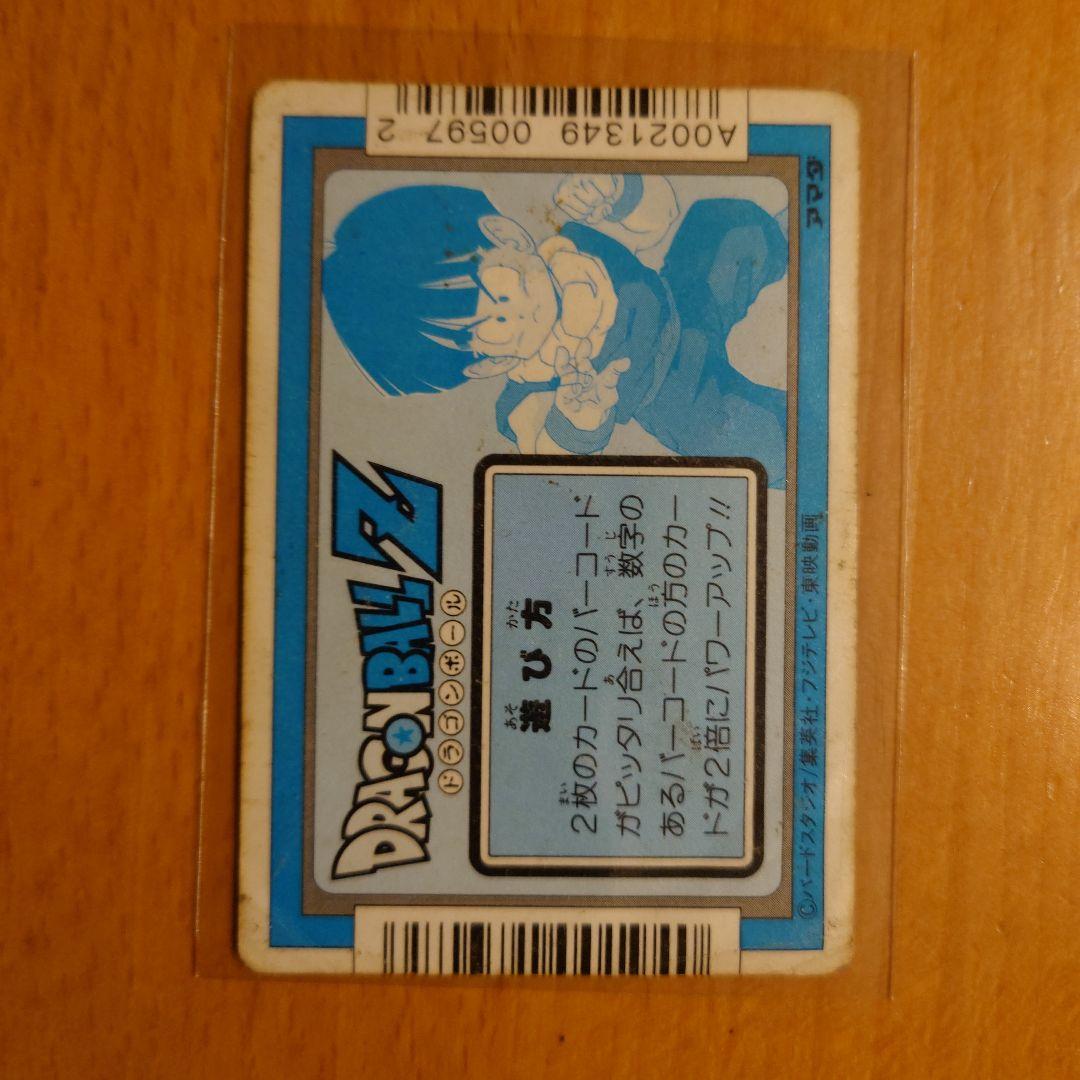 DRAGONBALL Z
ドラゴンボール
遊び方
2枚のカードのバーコード
がピッタリ合えば、数字の
あるバーコードの方のカー
ドが2倍にパワーアップ!!
©バードスタジオ/集英社・フジテレビ・東映動画
アマダ
A0021349 00597 2